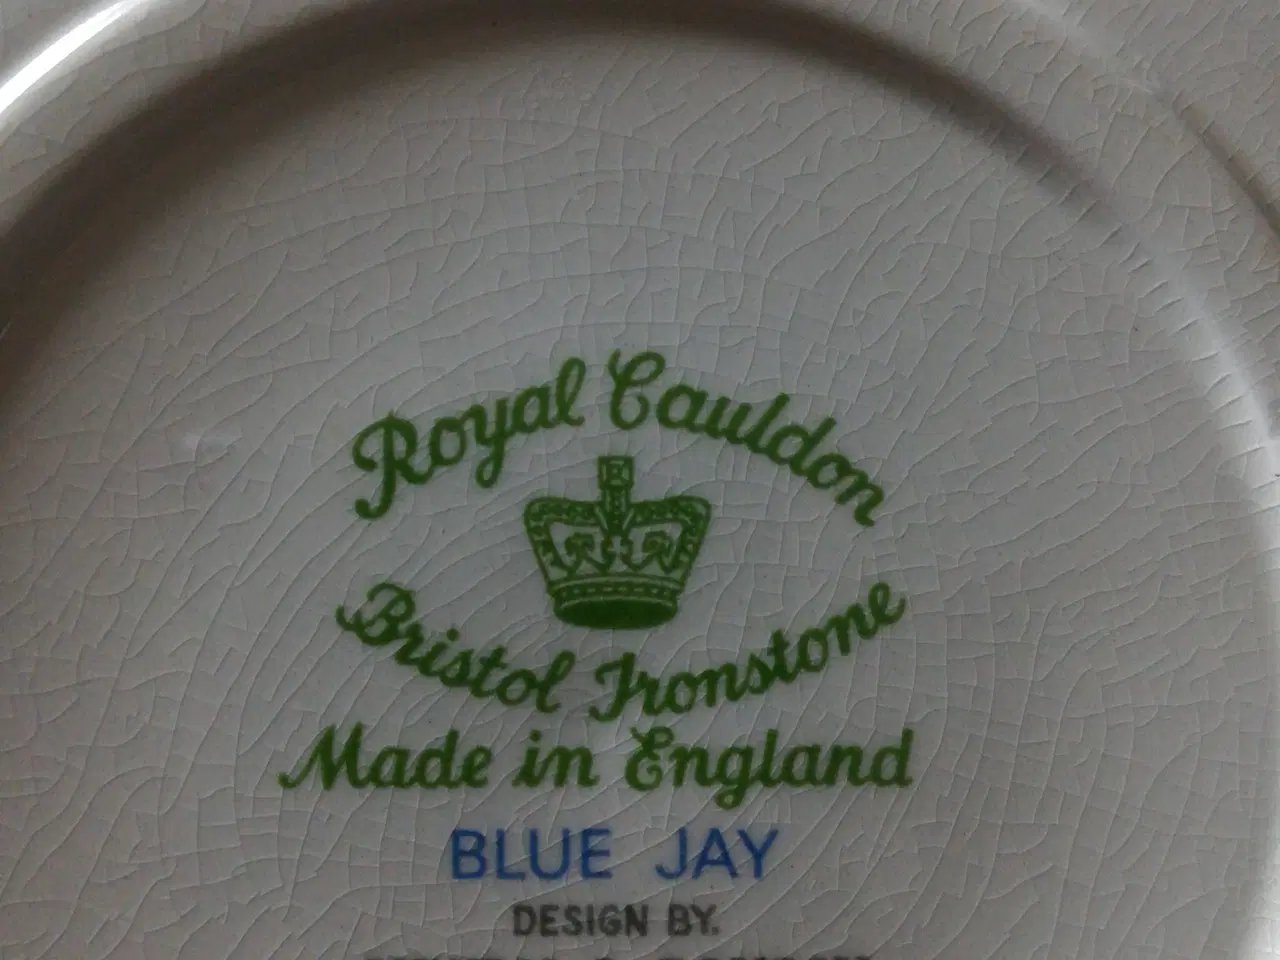 Royal Cauldon
Bristol Ironstone
Made in England
BLUE JAY
DESIGN BY.